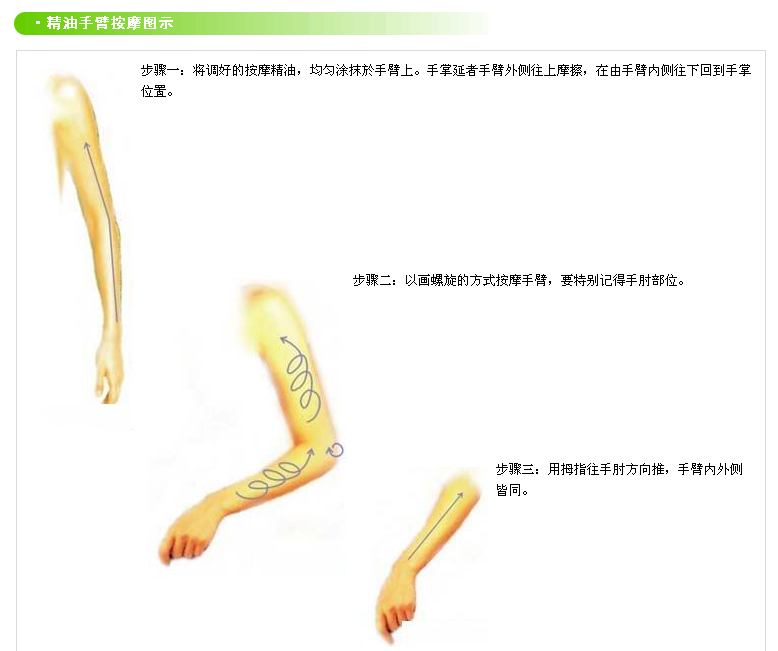 ·精油手臂按摩图示
步骤一：将调好的按摩精油，均匀涂抹於手臂上。手掌延者手臂外侧往上摩擦，在由手臂内侧往下回到手掌
位置。
步骤二：以画螺旋的方式按摩手臂，要特别记得手肘部位。
步骤三：用拇指往手肘方向推，手臂内外侧
皆同。